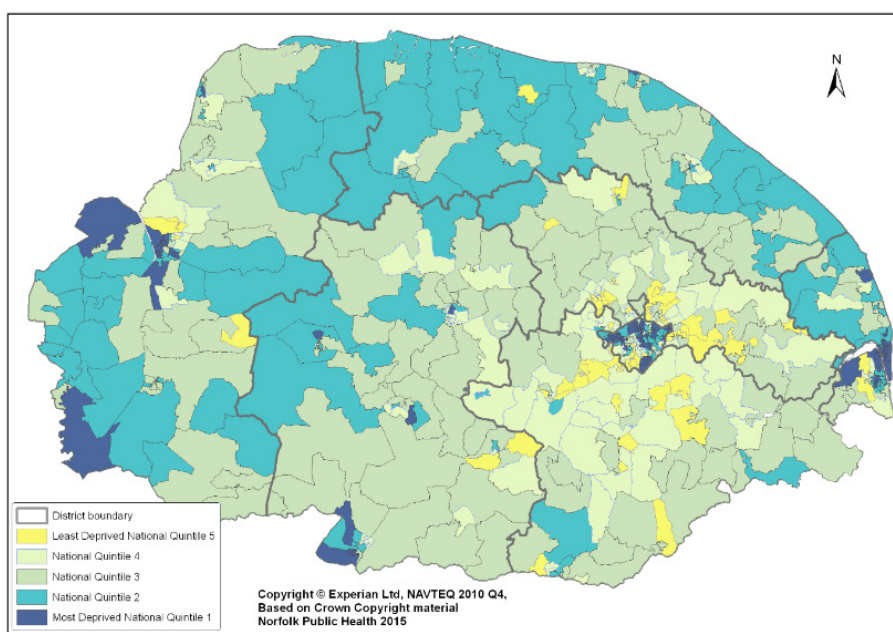 N
District boundary
Least Deprived National Quintile 5
National Quintile 4
National Quintile 3
National Quintile 2
Most Deprived National Quintile 1
Copyright © Experian Ltd, NAVTEQ 2010 Q4,
Based on Crown Copyright material
Norfolk Public Health 2015